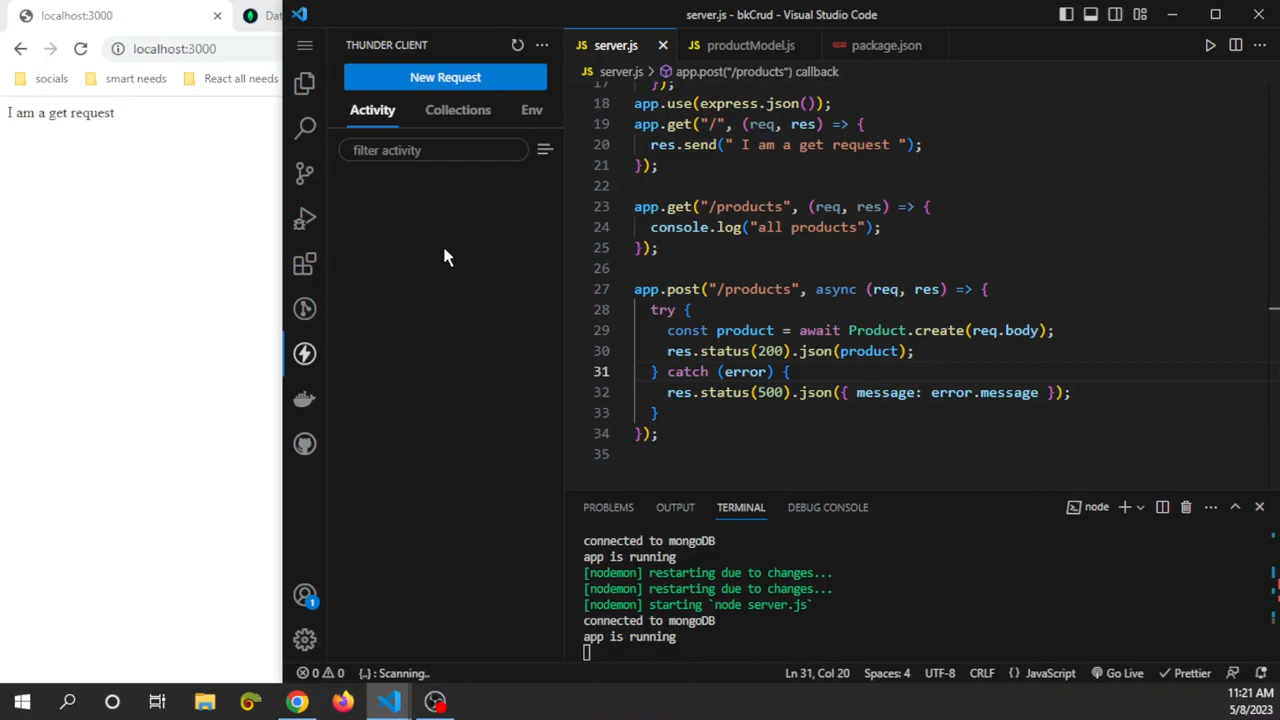 localhost:3000
Dat
server.js - bkCrud - Visual Studio Code
localhost:3000
socials
smart needs
React all needs
I am a get request
THUNDER CLIENT
New Request
Activity
Collections
Env
filter activity
JS server.js
JS productModel.js
package.json
JS server.js > app.post("/products") callback
17 });
18 app.use(express.json());
19 app.get("/", (req, res) => {
20 res.send(" I am a get request ");
21 });
22
23 app.get("/products", (req, res) => {
24 console.log("all products");
25 });
26
27 app.post("/products", async (req, res) => {
28 try {
29 const product = await Product.create(req.body);
30 res.status(200).json(product);
31 } catch (error) {
32 res.status(500).json({ message: error.message });
33 }
34 });
35
PROBLEMS
OUTPUT
TERMINAL
DEBUG CONSOLE
node
connected to mongoDB
app is running
[nodemon] restarting due to changes...
[nodemon] restarting due to changes...
[nodemon] starting `node server.js`
connected to mongoDB
app is running
1
0 0 {..} : Scanning..
Ln 31, Col 20
Spaces: 4
UTF-8
CRLF
{} JavaScript
Go Live
Prettier
11:21 AM
5/8/2023